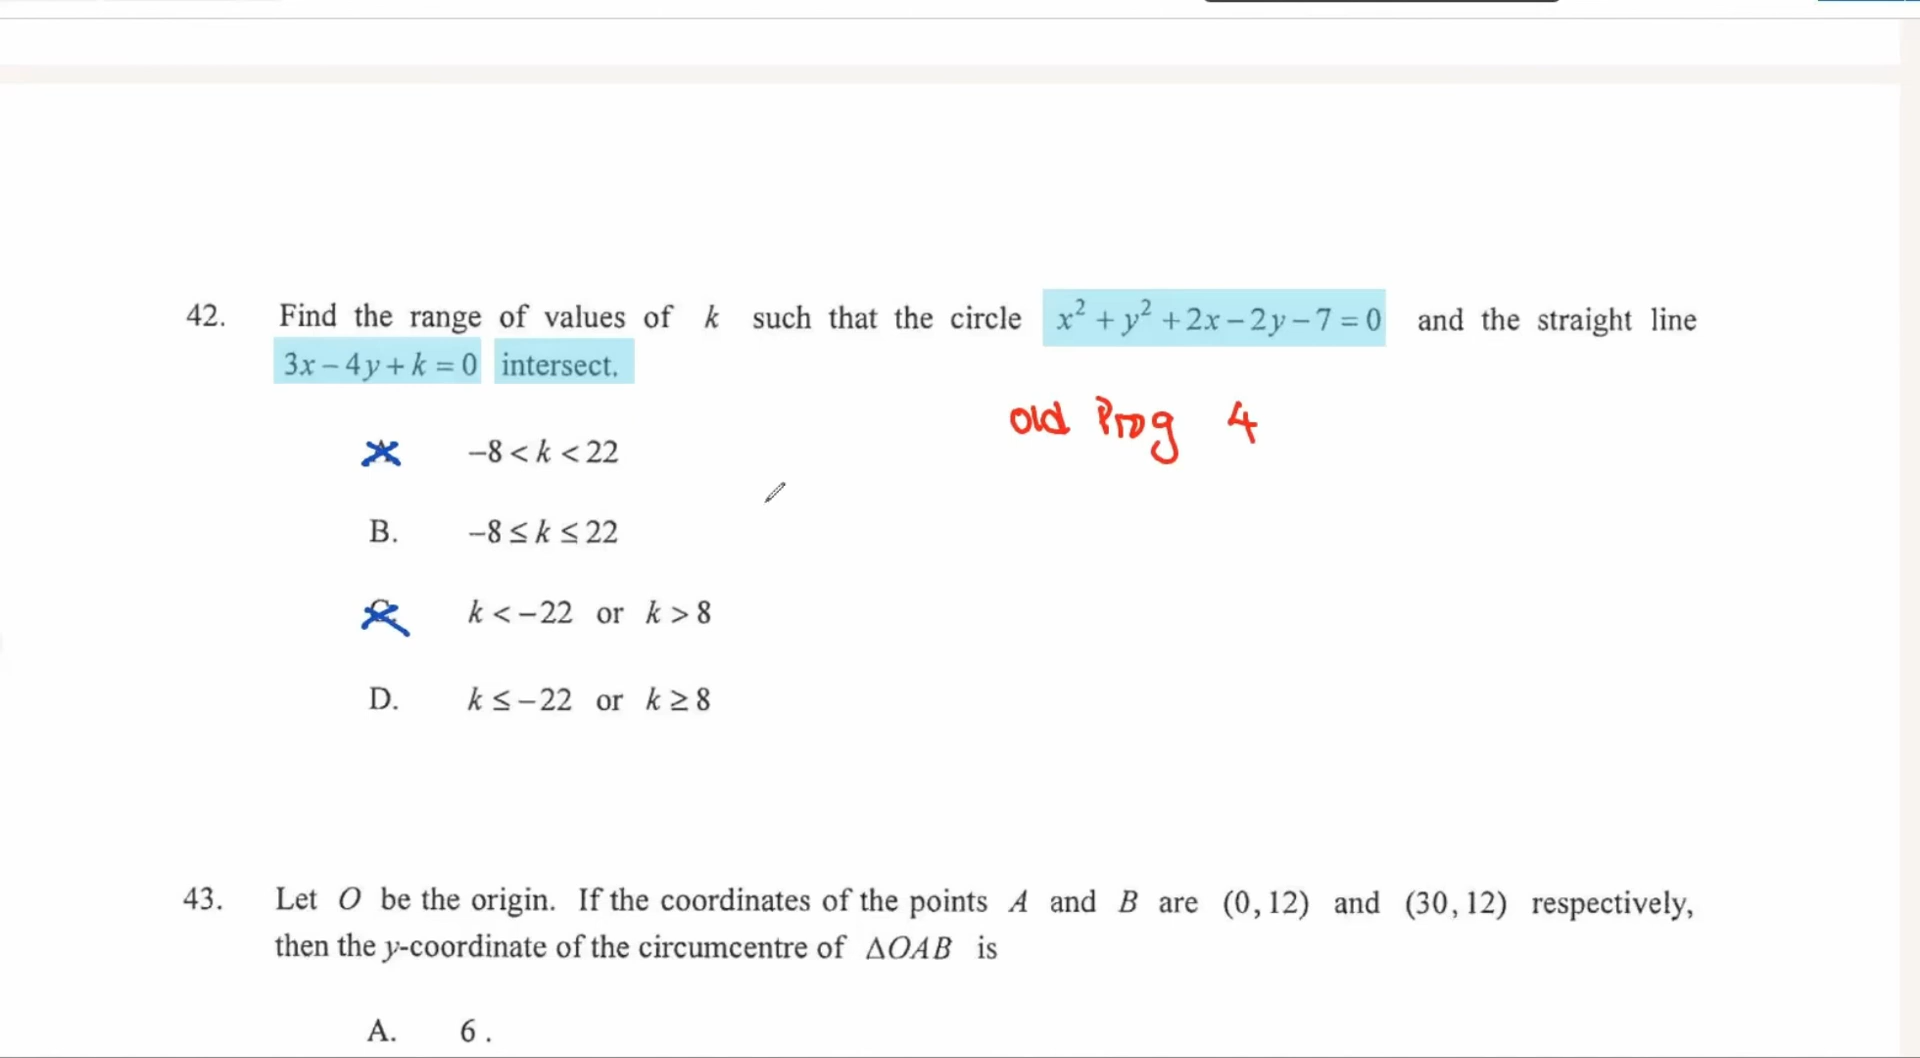 42. Find the range of values of k such that the circle x² + y² + 2x − 2y − 7 = 0 and the straight line
3x − 4y + k = 0 intersect.
old Prog 4
A. −8 < k < 22
B. −8 ≤ k ≤ 22
C. k < −22 or k > 8
D. k ≤ −22 or k ≥ 8
43. Let O be the origin. If the coordinates of the points A and B are (0, 12) and (30, 12) respectively,
then the y-coordinate of the circumcentre of ΔOAB is
A. 6 .